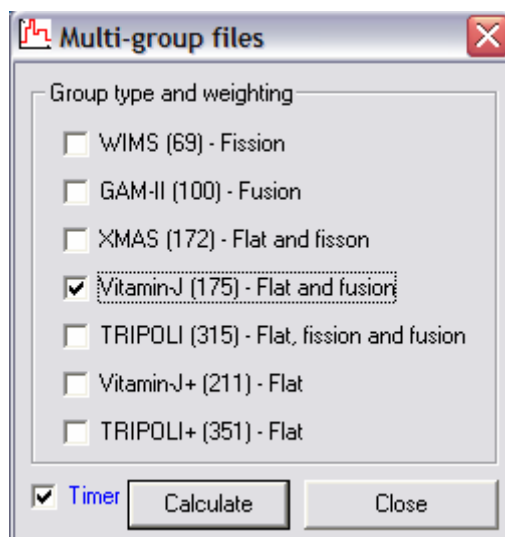 Multi-group files
Group type and weighting
WIMS (69) - Fission
GAM-II (100) - Fusion
XMAS (172) - Flat and fisson
Vitamin-J (175) - Flat and fusion
TRIPOLI (315) - Flat, fission and fusion
Vitamin-J+ (211) - Flat
TRIPOLI+ (351) - Flat
Timer Calculate Close